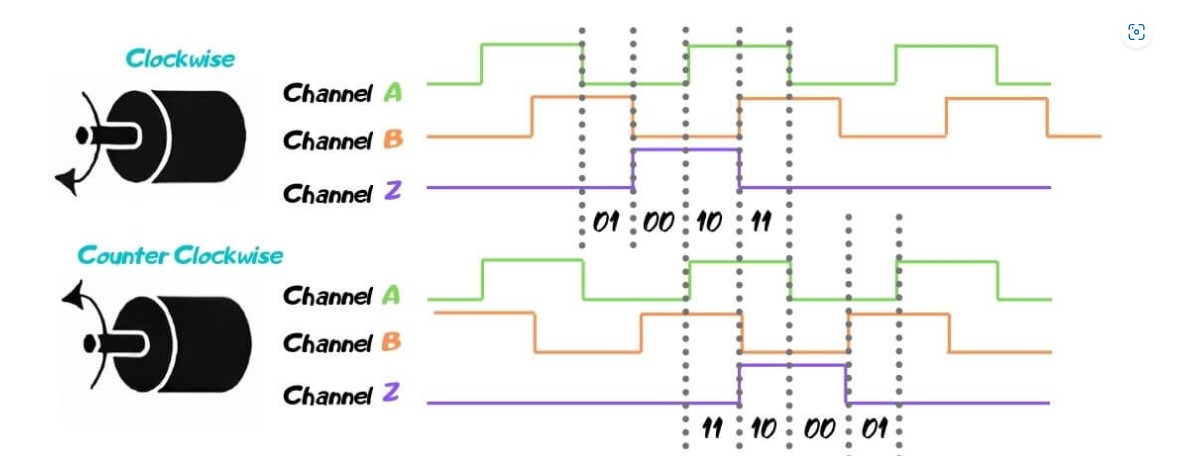 Clockwise
Channel A
Channel B
Channel Z
01 00 10 11
Counter Clockwise
Channel A
Channel B
Channel Z
11 10 00 01